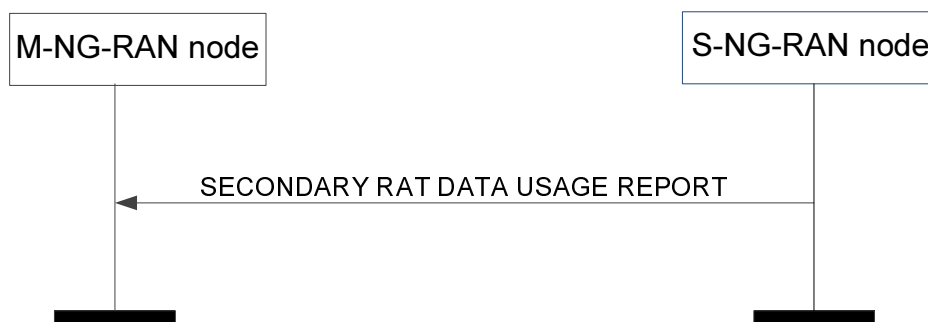 M-NG-RAN node
S-NG-RAN node
SECONDARY RAT DATA USAGE REPORT